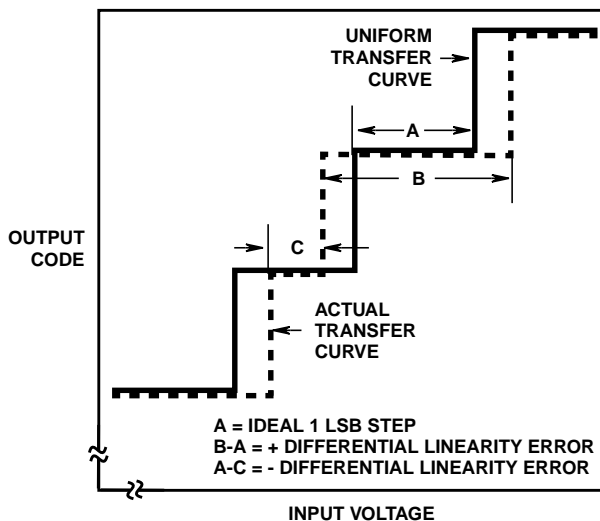 UNIFORM
TRANSFER
CURVE
A
B
OUTPUT
CODE
C
ACTUAL
TRANSFER
CURVE
A = IDEAL 1 LSB STEP
B-A = + DIFFERENTIAL LINEARITY ERROR
A-C = - DIFFERENTIAL LINEARITY ERROR
INPUT VOLTAGE